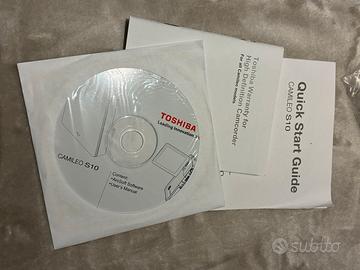 TOSHIBA
Leading Innovation
CAMILEO S10
Content:
•ArcSoft Software
•User's Manual
Toshiba Warranty for
High Definition Camcorder
For all Camileo models
Quick Start Guide
CAMILEO S10
subito